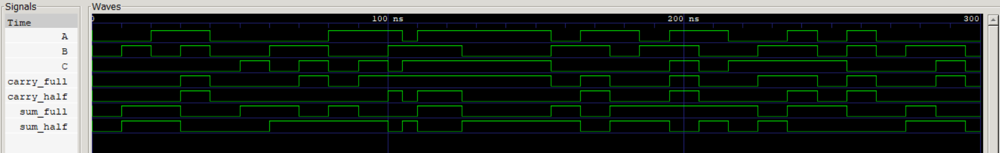 Signals
Waves
Time
0
100 ns
200 ns
300
A
B
C
carry_full
carry_half
sum_full
sum_half